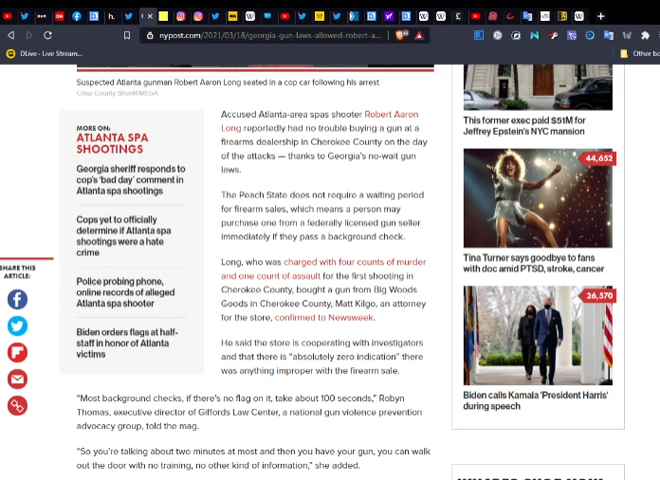 nypost.com/2021/03/18/georgia-gun-laws-allowed-robert-a...
DLive - Live Stream...
Other bo
Suspected Atlanta gunman Robert Aaron Long seated in a cop car following his arrest
Crisp County Sheriff/MEGA
MORE ON:
ATLANTA SPA
SHOOTINGS
Georgia sheriff responds to
cop's 'bad day' comment in
Atlanta spa shootings
Cops yet to officially
determine if Atlanta spa
shootings were a hate
crime
Police probing phone,
online records of alleged
Atlanta spa shooter
Biden orders flags at half-
staff in honor of Atlanta
victims
SHARE THIS
ARTICLE:
Accused Atlanta-area spas shooter Robert Aaron
Long reportedly had no trouble buying a gun at a
firearms dealership in Cherokee County on the day
of the attacks — thanks to Georgia's no-wait gun
laws.
The Peach State does not require a waiting period
for firearm sales, which means a person may
purchase one from a federally licensed gun seller
immediately if they pass a background check.
Long, who was charged with four counts of murder
and one count of assault for the first shooting in
Cherokee County, bought a gun from Big Woods
Goods in Cherokee County, Matt Kilgo, an attorney
for the store, confirmed to Newsweek.
He said the store is cooperating with investigators
and that there is "absolutely zero indication" there
was anything improper with the firearm sale.
"Most background checks, if there's no flag on it, take about 100 seconds," Robyn
Thomas, executive director of Giffords Law Center, a national gun violence prevention
advocacy group, told the mag.
"So you're talking about two minutes at most and then you have your gun, you can walk
out the door with no training, no other kind of information," she added.
This former exec paid $51M for
Jeffrey Epstein's NYC mansion
44,652
Tina Turner says goodbye to fans
with doc amid PTSD, stroke, cancer
26,570
Biden calls Kamala 'President Harris'
during speech